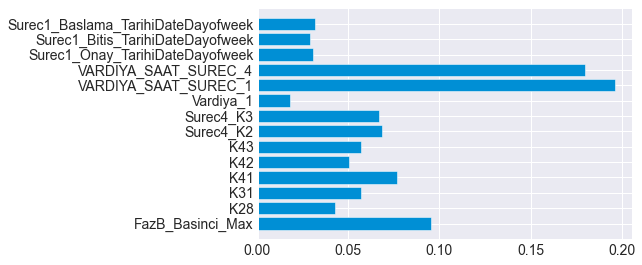 Surec1_Baslama_TarihiDateDayofweek
Surec1_Bitis_TarihiDateDayofweek
Surec1_Onay_TarihiDateDayofweek
VARDIYA_SAAT_SUREC_4
VARDIYA_SAAT_SUREC_1
Vardiya_1
Surec4_K3
Surec4_K2
K43
K42
K41
K31
K28
FazB_Basinci_Max
0.00 0.05 0.10 0.15 0.20